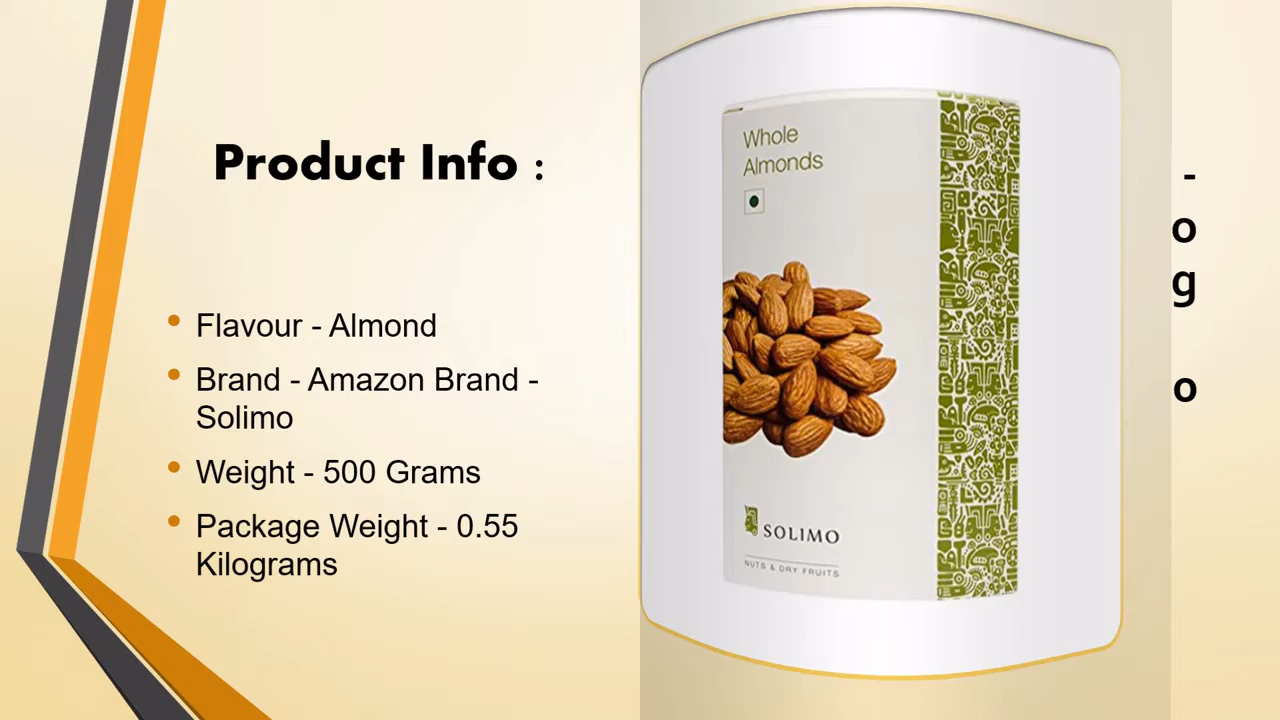 Product Info :
Flavour - Almond
Brand - Amazon Brand -
Solimo
Weight - 500 Grams
Package Weight - 0.55
Kilograms
Whole
Almonds
SOLIMO
NUTS & DRY FRUITS
-
o
g
o